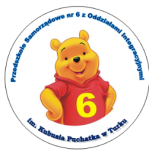 Przedszkole Samorządowe nr 6 z Oddziałami Integracyjnymi
6
im. Kubusia Puchatka w Turku